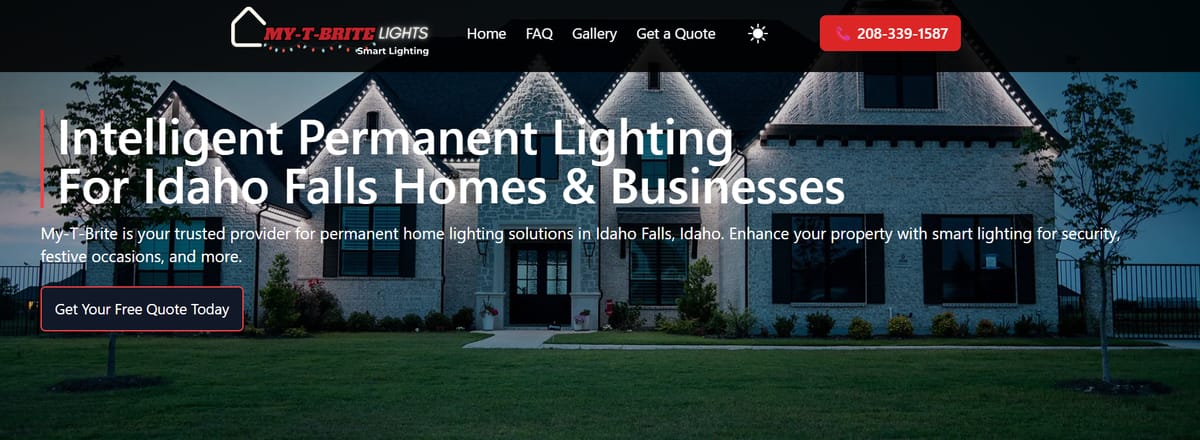 MY-T-BRITE LIGHTS
Smart Lighting
Home FAQ Gallery Get a Quote
208-339-1587
Intelligent Permanent Lighting
For Idaho Falls Homes & Businesses
My-T-Brite is your trusted provider for permanent home lighting solutions in Idaho Falls, Idaho. Enhance your property with smart lighting for security,
festive occasions, and more.
Get Your Free Quote Today